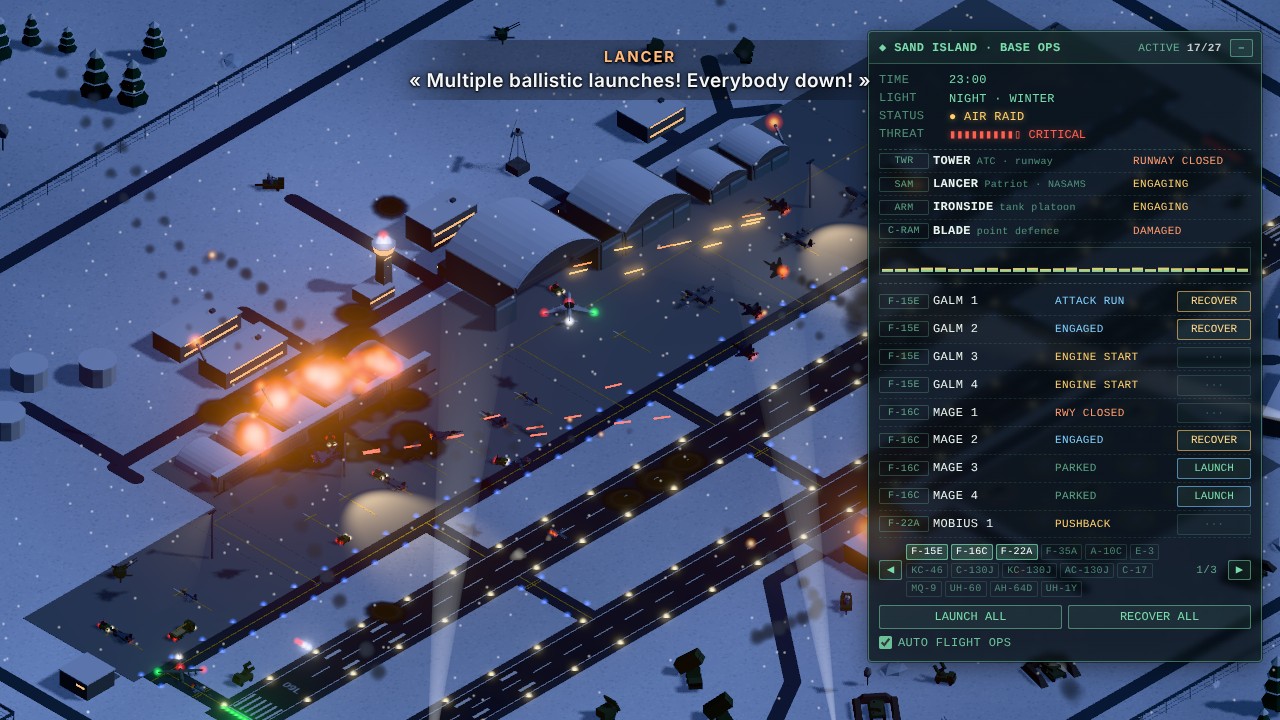 LANCER
« Multiple ballistic launches! Everybody down! »
◆ SAND ISLAND · BASE OPS ACTIVE 17/27 −
TIME 23:00
LIGHT NIGHT · WINTER
STATUS ● AIR RAID
THREAT ▮▮▮▮▮▮▮▮▮▯ CRITICAL
TWR TOWER ATC · runway RUNWAY CLOSED
SAM LANCER Patriot · NASAMS ENGAGING
ARM IRONSIDE tank platoon ENGAGING
C-RAM BLADE point defence DAMAGED
F-15E GALM 1 ATTACK RUN RECOVER
F-15E GALM 2 ENGAGED RECOVER
F-15E GALM 3 ENGINE START ···
F-15E GALM 4 ENGINE START ···
F-16C MAGE 1 RWY CLOSED ···
F-16C MAGE 2 ENGAGED RECOVER
F-16C MAGE 3 PARKED LAUNCH
F-16C MAGE 4 PARKED LAUNCH
F-22A MOBIUS 1 PUSHBACK ···
F-15E F-16C F-22A F-35A A-10C E-3
◀ KC-46 C-130J KC-130J AC-130J C-17 1/3 ▶
MQ-9 UH-60 AH-64D UH-1Y
LAUNCH ALL RECOVER ALL
AUTO FLIGHT OPS